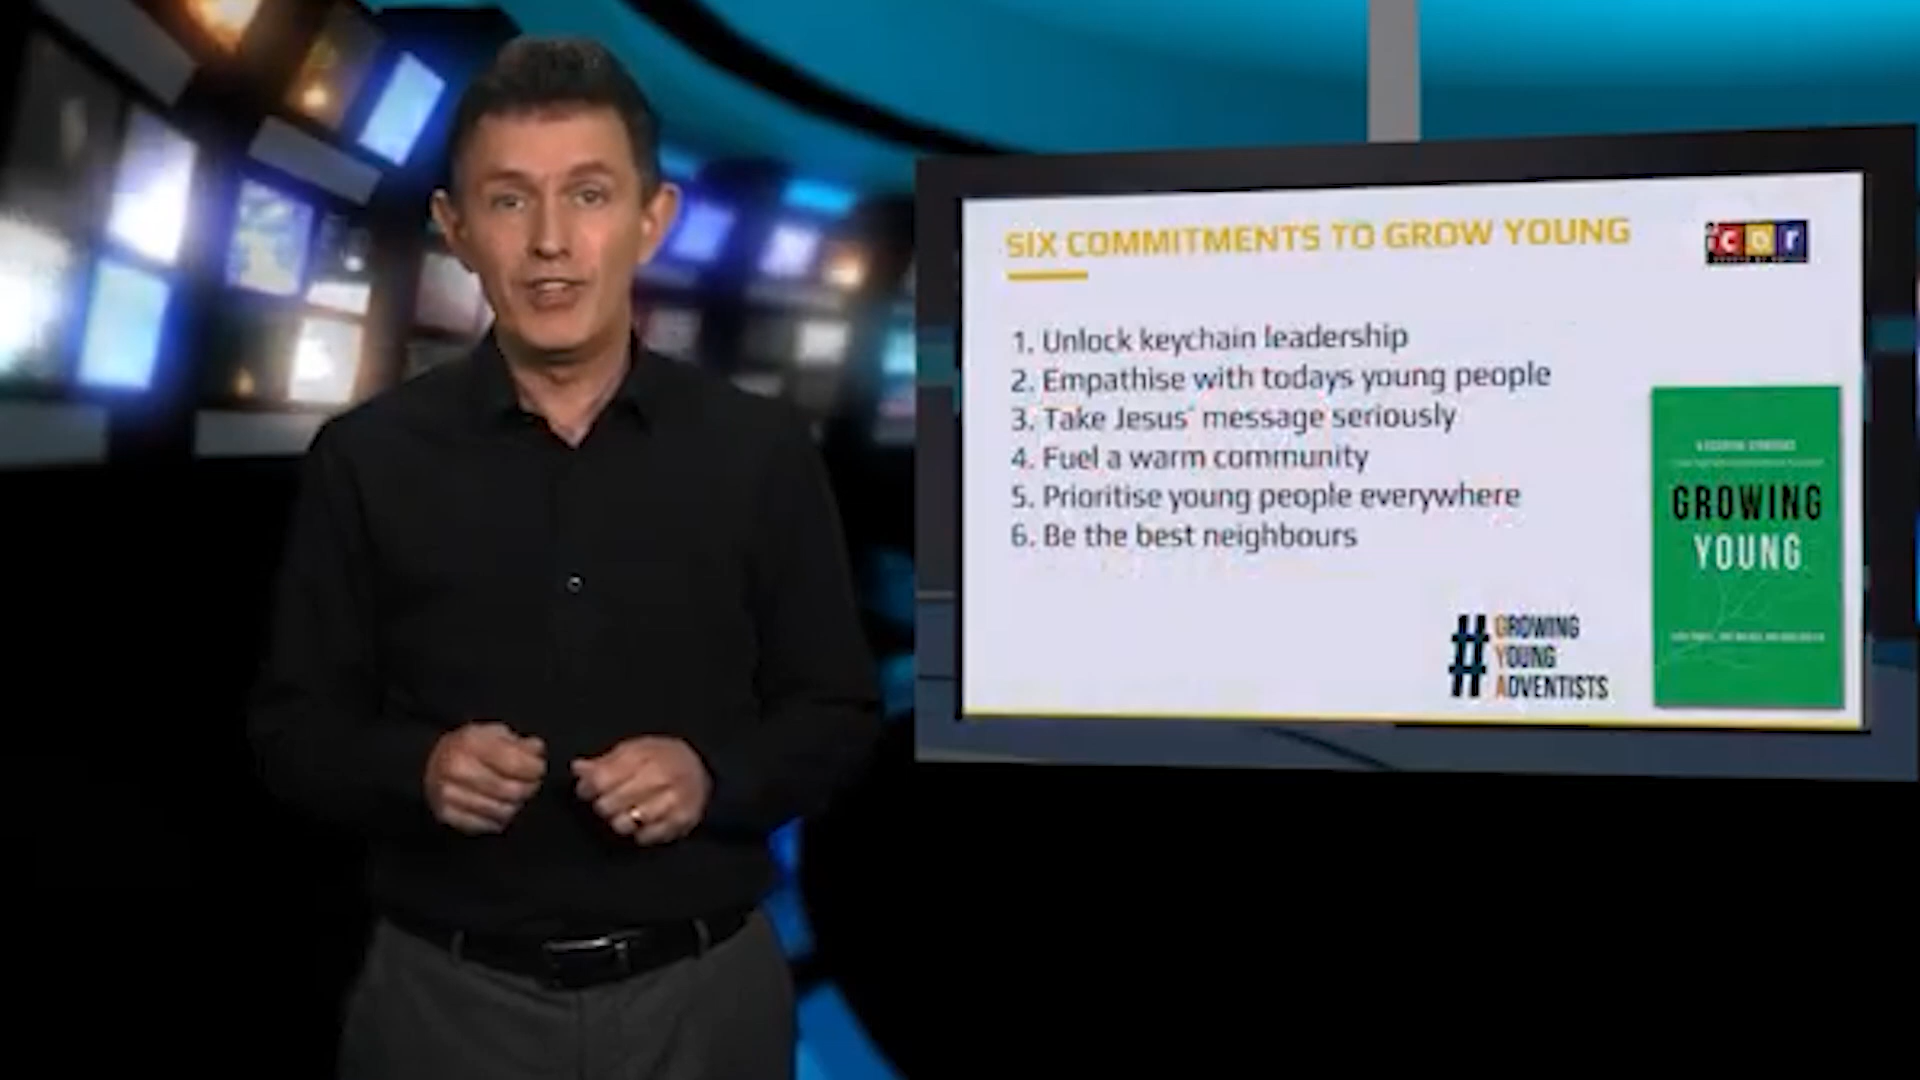 SIX COMMITMENTS TO GROW YOUNG
icor
1. Unlock keychain leadership
2. Empathise with todays young people
3. Take Jesus' message seriously
4. Fuel a warm community
5. Prioritise young people everywhere
6. Be the best neighbours
GROWING
YOUNG
# GROWING
YOUNG
ADVENTISTS